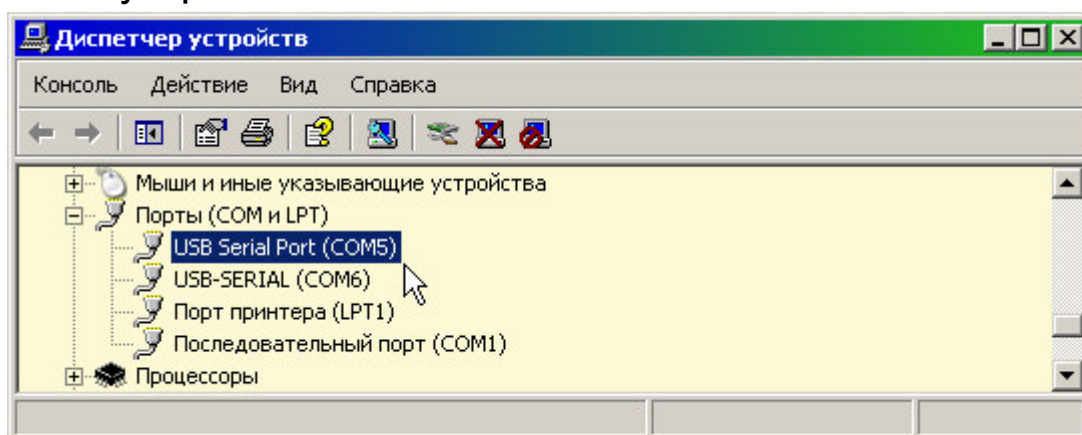 Диспетчер устройств
Консоль Действие Вид Справка
Мыши и иные указывающие устройства
Порты (COM и LPT)
USB Serial Port (COM5)
USB-SERIAL (COM6)
Порт принтера (LPT1)
Последовательный порт (COM1)
Процессоры